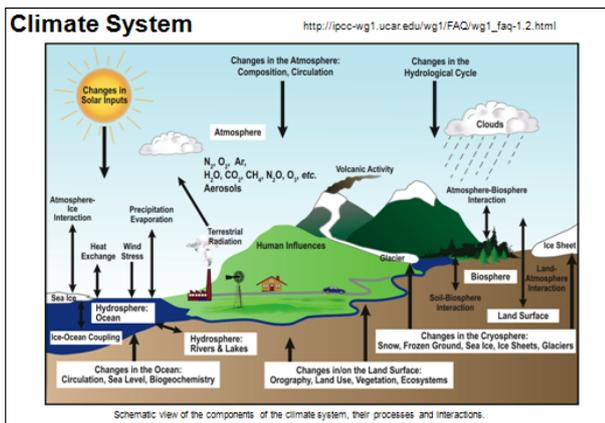 Climate System
http://ipcc-wg1.ucar.edu/wg1/FAQ/wg1_faq-1.2.html
Changes in
Solar Inputs
Changes in the Atmosphere:
Composition, Circulation
Changes in the
Hydrological Cycle
Atmosphere
Clouds
N2, O2, Ar,
H2O, CO2, CH4, N2O, O3, etc.
Aerosols
Volcanic Activity
Atmosphere-Biosphere
Interaction
Atmosphere-
Ice
Interaction
Precipitation
Evaporation
Terrestrial
Radiation
Heat
Exchange
Wind
Stress
Human Influences
Glacier
Ice Sheet
Biosphere
Land-
Atmosphere
Interaction
Soil-Biosphere
Interaction
Land Surface
Sea Ice
Hydrosphere:
Ocean
Ice-Ocean Coupling
Hydrosphere:
Rivers & Lakes
Changes in the Cryosphere:
Snow, Frozen Ground, Sea Ice, Ice Sheets, Glaciers
Changes in the Ocean:
Circulation, Sea Level, Biogeochemistry
Changes in/on the Land Surface:
Orography, Land Use, Vegetation, Ecosystems
Schematic view of the components of the climate system, their processes and interactions.